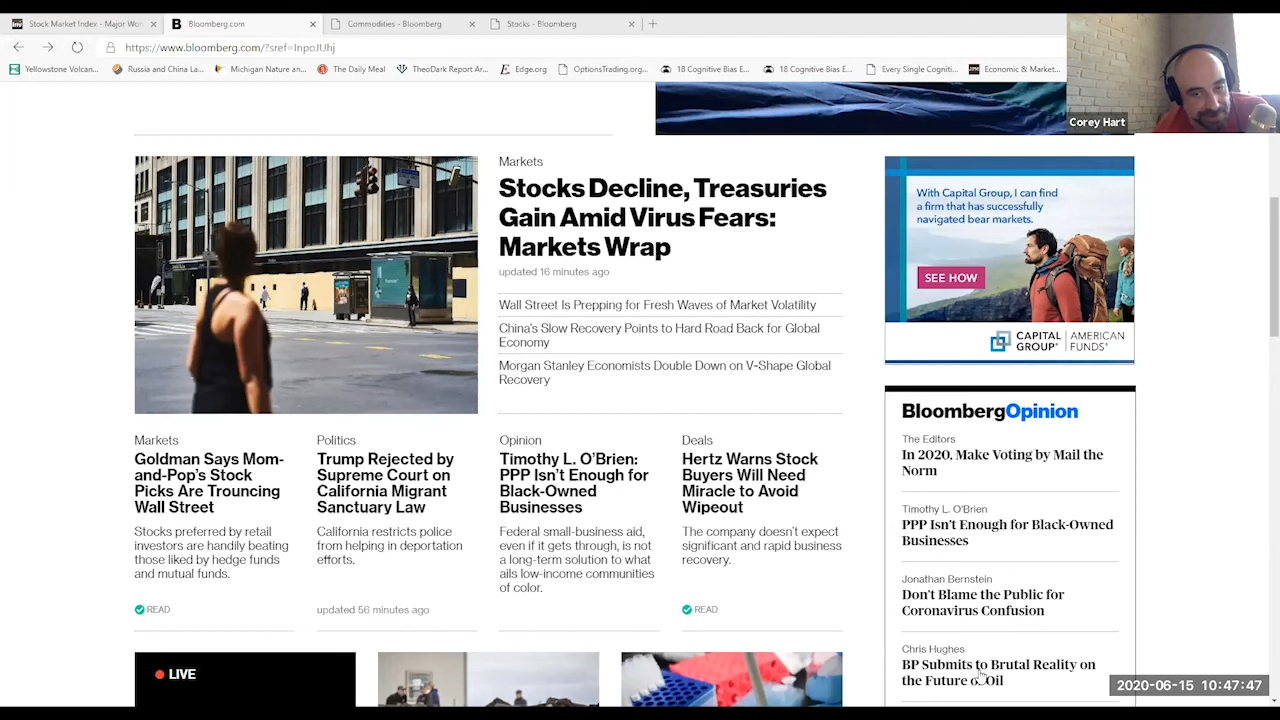 Stock Market Index - Major Wor
Bloomberg.com
Commodities - Bloomberg
Stocks - Bloomberg
https://www.bloomberg.com/?sref=InpoJUhj
Yellowstone Volcan...
Russia and China La...
Michigan Nature an...
The Daily Meal
TheoDark Report Ar...
Edge.org
OptionsTrading.org...
18 Cognitive Bias E...
18 Cognitive Bias E...
Every Single Cogniti...
Economic & Market...
Corey Hart
Markets
Stocks Decline, Treasuries
Gain Amid Virus Fears:
Markets Wrap
updated 16 minutes ago
Wall Street Is Prepping for Fresh Waves of Market Volatility
China's Slow Recovery Points to Hard Road Back for Global
Economy
Morgan Stanley Economists Double Down on V-Shape Global
Recovery
With Capital Group, I can find
a firm that has successfully
navigated bear markets.
SEE HOW
CAPITAL GROUP® | AMERICAN FUNDS®
Markets
Goldman Says Mom-
and-Pop's Stock
Picks Are Trouncing
Wall Street
Stocks preferred by retail
investors are handily beating
those liked by hedge funds
and mutual funds.
READ
Politics
Trump Rejected by
Supreme Court on
California Migrant
Sanctuary Law
California restricts police
from helping in deportation
efforts.
updated 56 minutes ago
Opinion
Timothy L. O'Brien:
PPP Isn't Enough for
Black-Owned
Businesses
Federal small-business aid,
even if it gets through, is not
a long-term solution to what
ails low-income communities
of color.
Deals
Hertz Warns Stock
Buyers Will Need
Miracle to Avoid
Wipeout
The company doesn't expect
significant and rapid business
recovery.
READ
BloombergOpinion
The Editors
In 2020, Make Voting by Mail the
Norm
Timothy L. O'Brien
PPP Isn't Enough for Black-Owned
Businesses
Jonathan Bernstein
Don't Blame the Public for
Coronavirus Confusion
Chris Hughes
BP Submits to Brutal Reality on
the Future of Oil
LIVE
2020-06-15 10:47:47